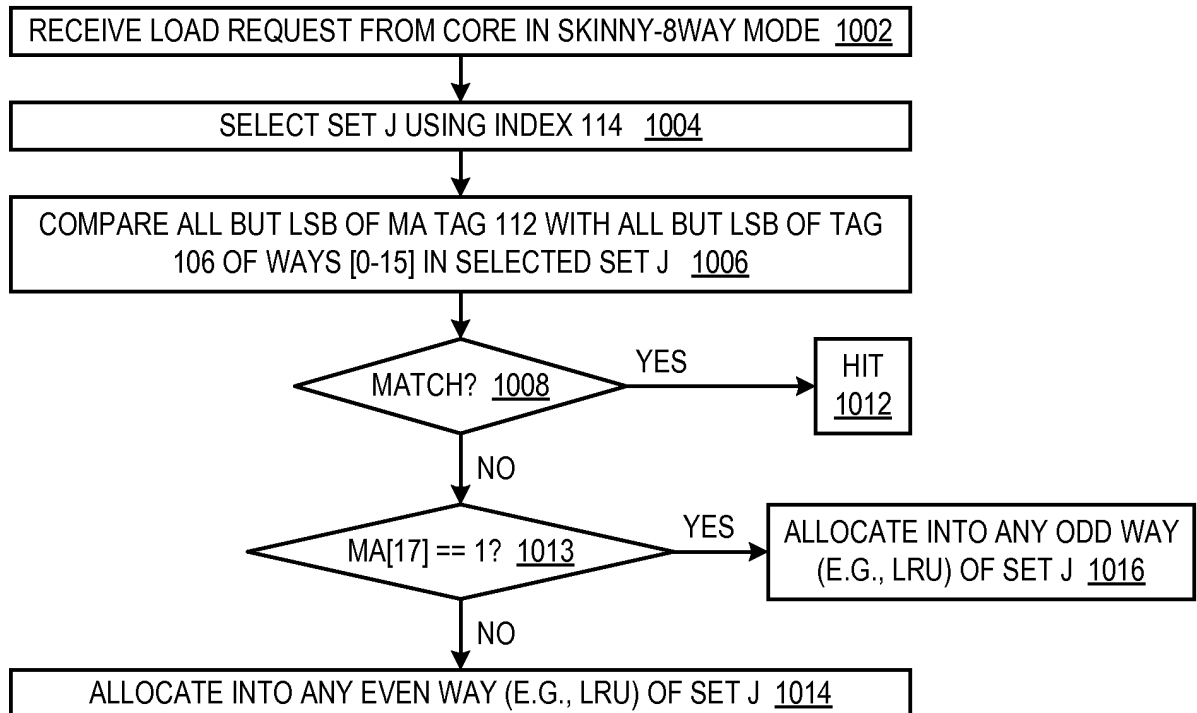 RECEIVE LOAD REQUEST FROM CORE IN SKINNY-8WAY MODE 1002
SELECT SET J USING INDEX 114 1004
COMPARE ALL BUT LSB OF MA TAG 112 WITH ALL BUT LSB OF TAG
106 OF WAYS [0-15] IN SELECTED SET J 1006
MATCH? 1008
YES
HIT
1012
NO
MA[17] == 1? 1013
YES
ALLOCATE INTO ANY ODD WAY
(E.G., LRU) OF SET J 1016
NO
ALLOCATE INTO ANY EVEN WAY (E.G., LRU) OF SET J 1014